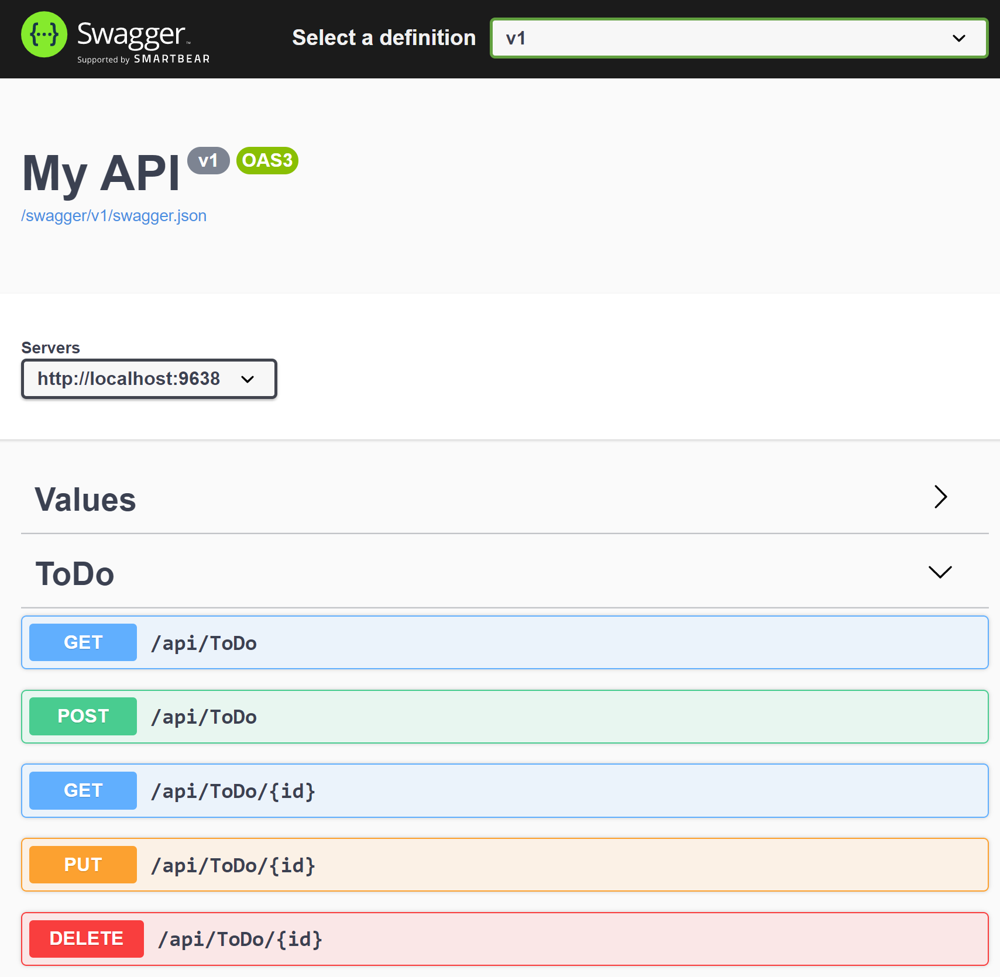 {···} Swagger™ Select a definition v1
Supported by SMARTBEAR
My API v1 OAS3
/swagger/v1/swagger.json
Servers
http://localhost:9638
Values
ToDo
GET /api/ToDo
POST /api/ToDo
GET /api/ToDo/{id}
PUT /api/ToDo/{id}
DELETE /api/ToDo/{id}